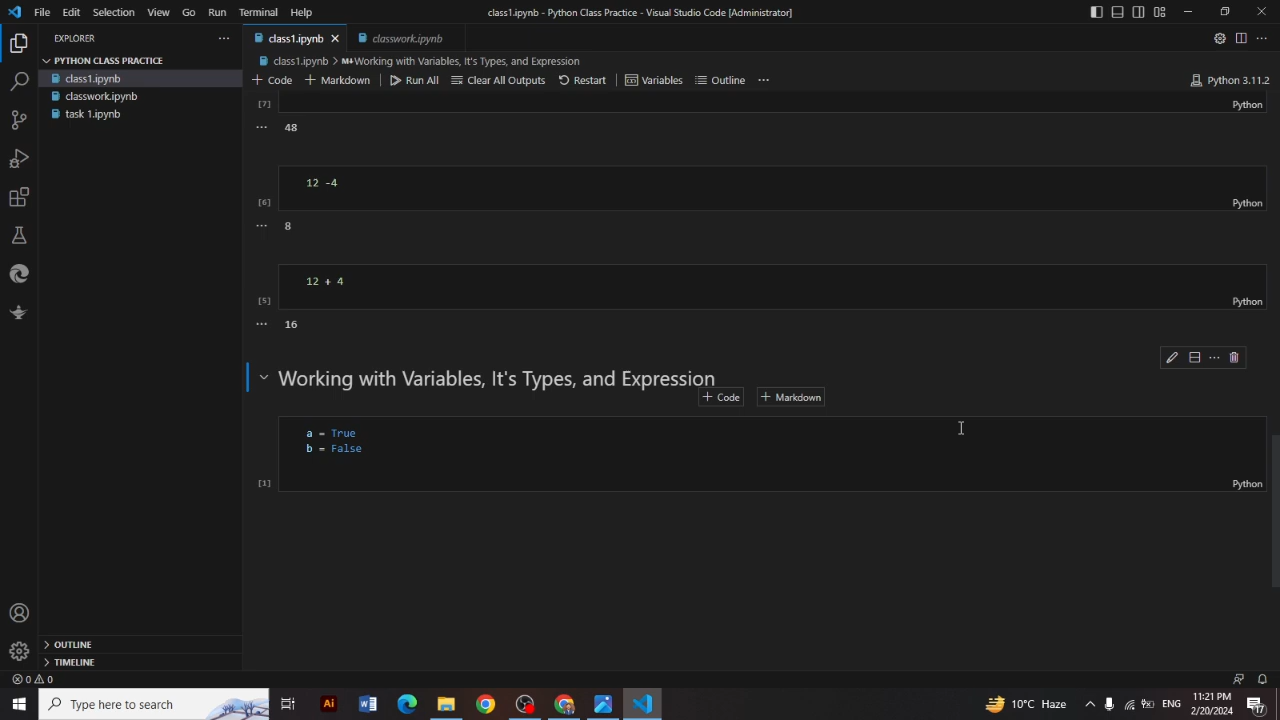 File Edit Selection View Go Run Terminal Help
class1.ipynb - Python Class Practice - Visual Studio Code [Administrator]
EXPLORER
class1.ipynb
classwork.ipynb
PYTHON CLASS PRACTICE
class1.ipynb
classwork.ipynb
task 1.ipynb
class1.ipynb > M↓Working with Variables, It's Types, and Expression
+ Code + Markdown Run All Clear All Outputs Restart Variables Outline ... Python 3.11.2
[7] Python
... 48
12 -4
[6] Python
... 8
12 + 4
[5] Python
... 16
Working with Variables, It's Types, and Expression
+ Code + Markdown
a = True
b = False
[1] Python
OUTLINE
TIMELINE
0 0
Type here to search
Ai
10°C Haze
ENG
11:21 PM
2/20/2024
17